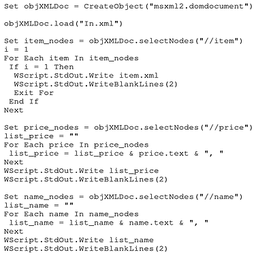 Set objXMLDoc = CreateObject("msxml2.domdocument")
objXMLDoc.load("In.xml")
Set item_nodes = objXMLDoc.selectNodes("//item")
i = 1
For Each item In item_nodes
If i = 1 Then
WScript.StdOut.Write item.xml
WScript.StdOut.WriteBlankLines(2)
Exit For
End If
Next
Set price_nodes = objXMLDoc.selectNodes("//price")
list_price = ""
For Each price In price_nodes
list_price = list_price & price.text & ", "
Next
WScript.StdOut.Write list_price
WScript.StdOut.WriteBlankLines(2)
Set name_nodes = objXMLDoc.selectNodes("//name")
list_name = ""
For Each name In name_nodes
list_name = list_name & name.text & ", "
Next
WScript.StdOut.Write list_name
WScript.StdOut.WriteBlankLines(2)